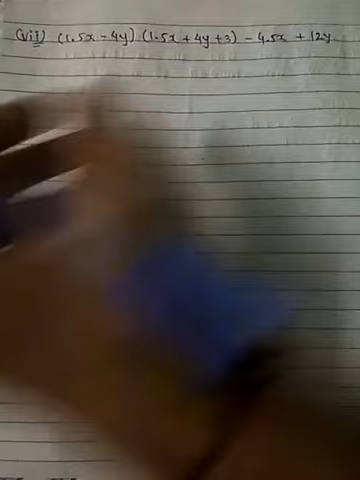 (vii) (1.5x - 4y) (1.5x + 4y + 3) - 4.5x + 12y.